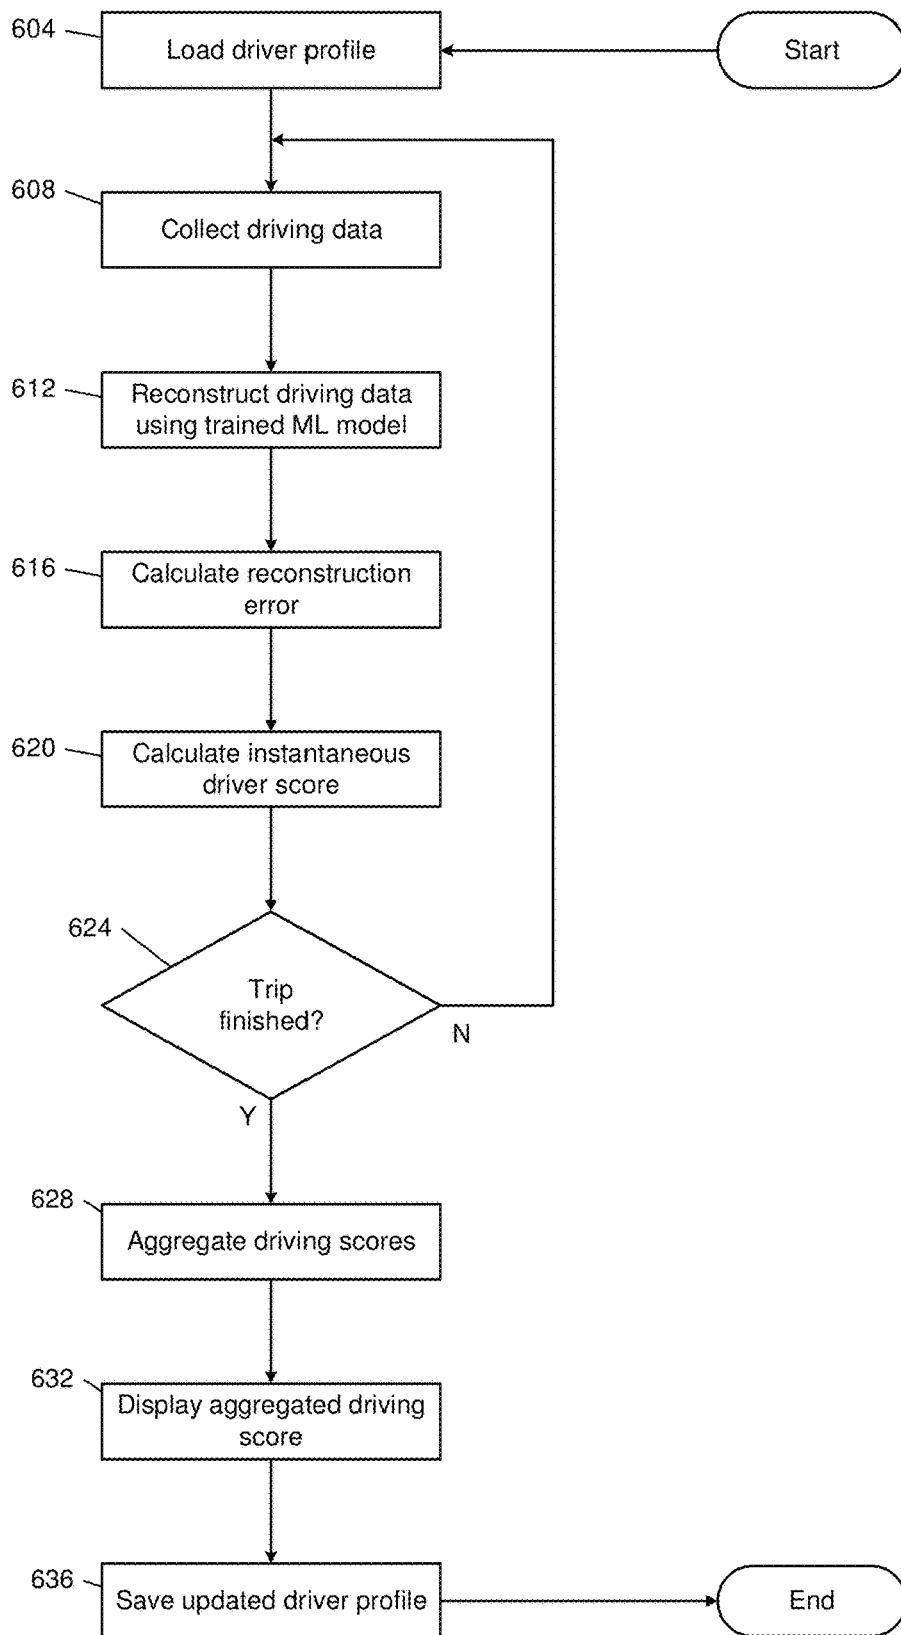 604
Load driver profile
Start
608
Collect driving data
612
Reconstruct driving data
using trained ML model
616
Calculate reconstruction
error
620
Calculate instantaneous
driver score
624
Trip
finished?
N
Y
628
Aggregate driving scores
632
Display aggregated driving
score
636
Save updated driver profile
End